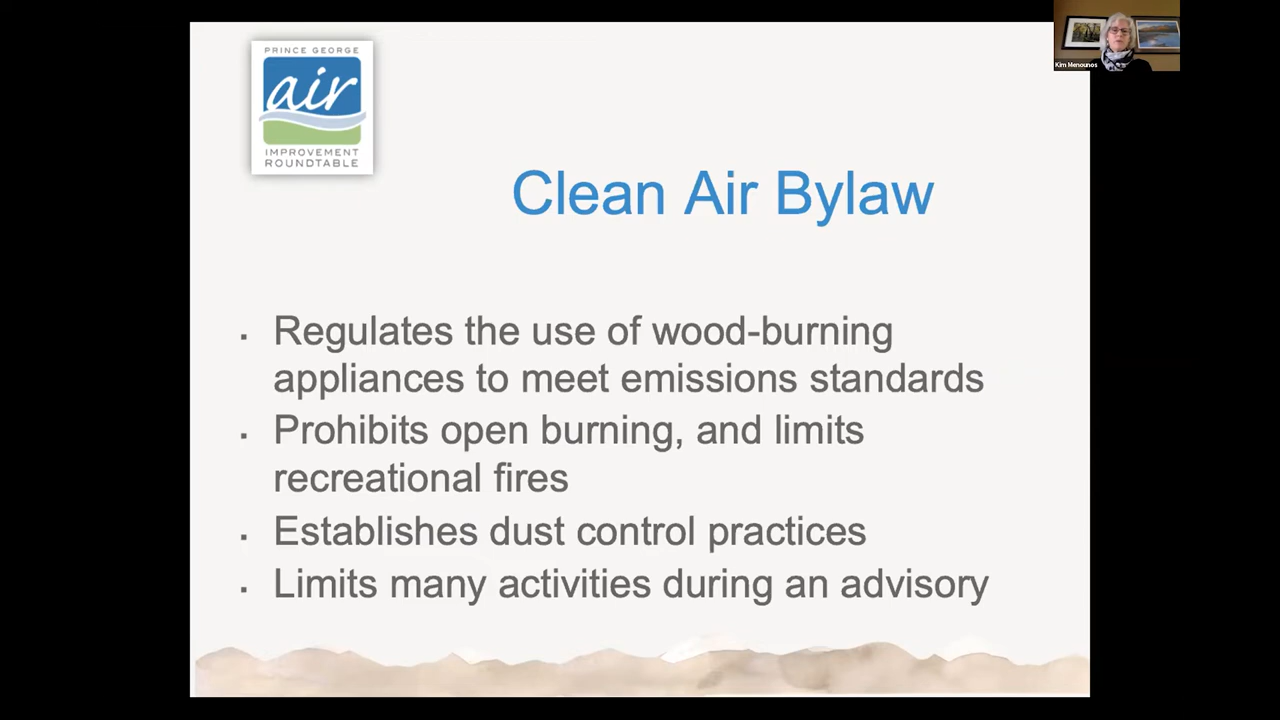 PRINCE GEORGE
air
IMPROVEMENT
ROUNDTABLE
Kim Menounos
Clean Air Bylaw
▪ Regulates the use of wood-burning
appliances to meet emissions standards
▪ Prohibits open burning, and limits
recreational fires
▪ Establishes dust control practices
▪ Limits many activities during an advisory